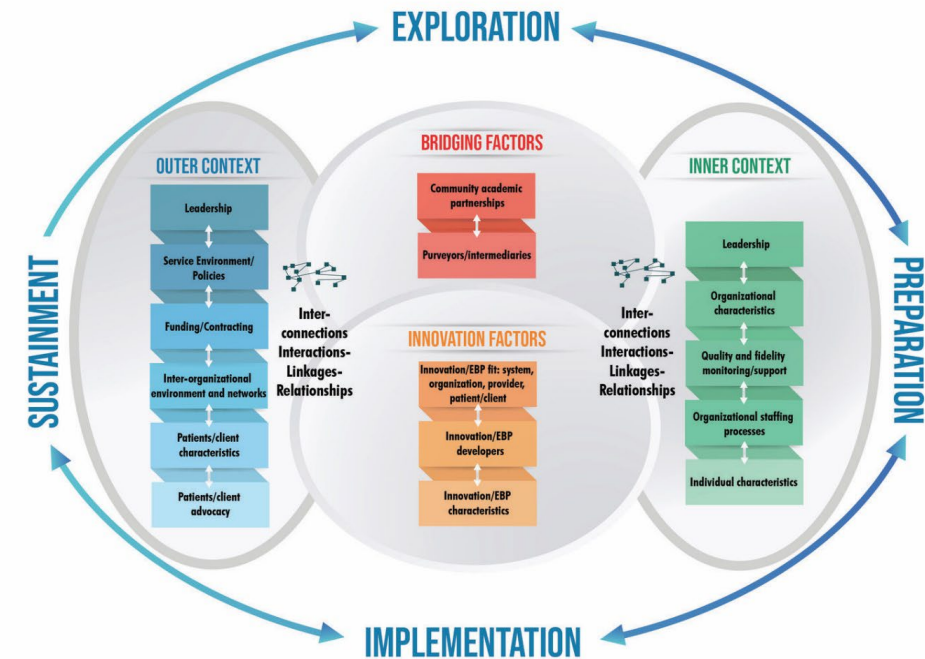 EXPLORATION
BRIDGING FACTORS
OUTER CONTEXT
INNER CONTEXT
Leadership
Service Environment/
Policies
Funding/Contracting
Inter-organizational
environment and networks
Patients/client
characteristics
Patients/client
advocacy
Inter-
connections
Interactions-
Linkages-
Relationships
Community academic
partnerships
Purveyors/intermediaries
INNOVATION FACTORS
Innovation/EBP fit: system,
organization, provider,
patient/client
Innovation/EBP
developers
Innovation/EBP
characteristics
Inter-
connections
Interactions-
Linkages-
Relationships
Leadership
Organizational
characteristics
Quality and fidelity
monitoring/support
Organizational staffing
processes
Individual characteristics
SUSTAINMENT
PREPARATION
IMPLEMENTATION